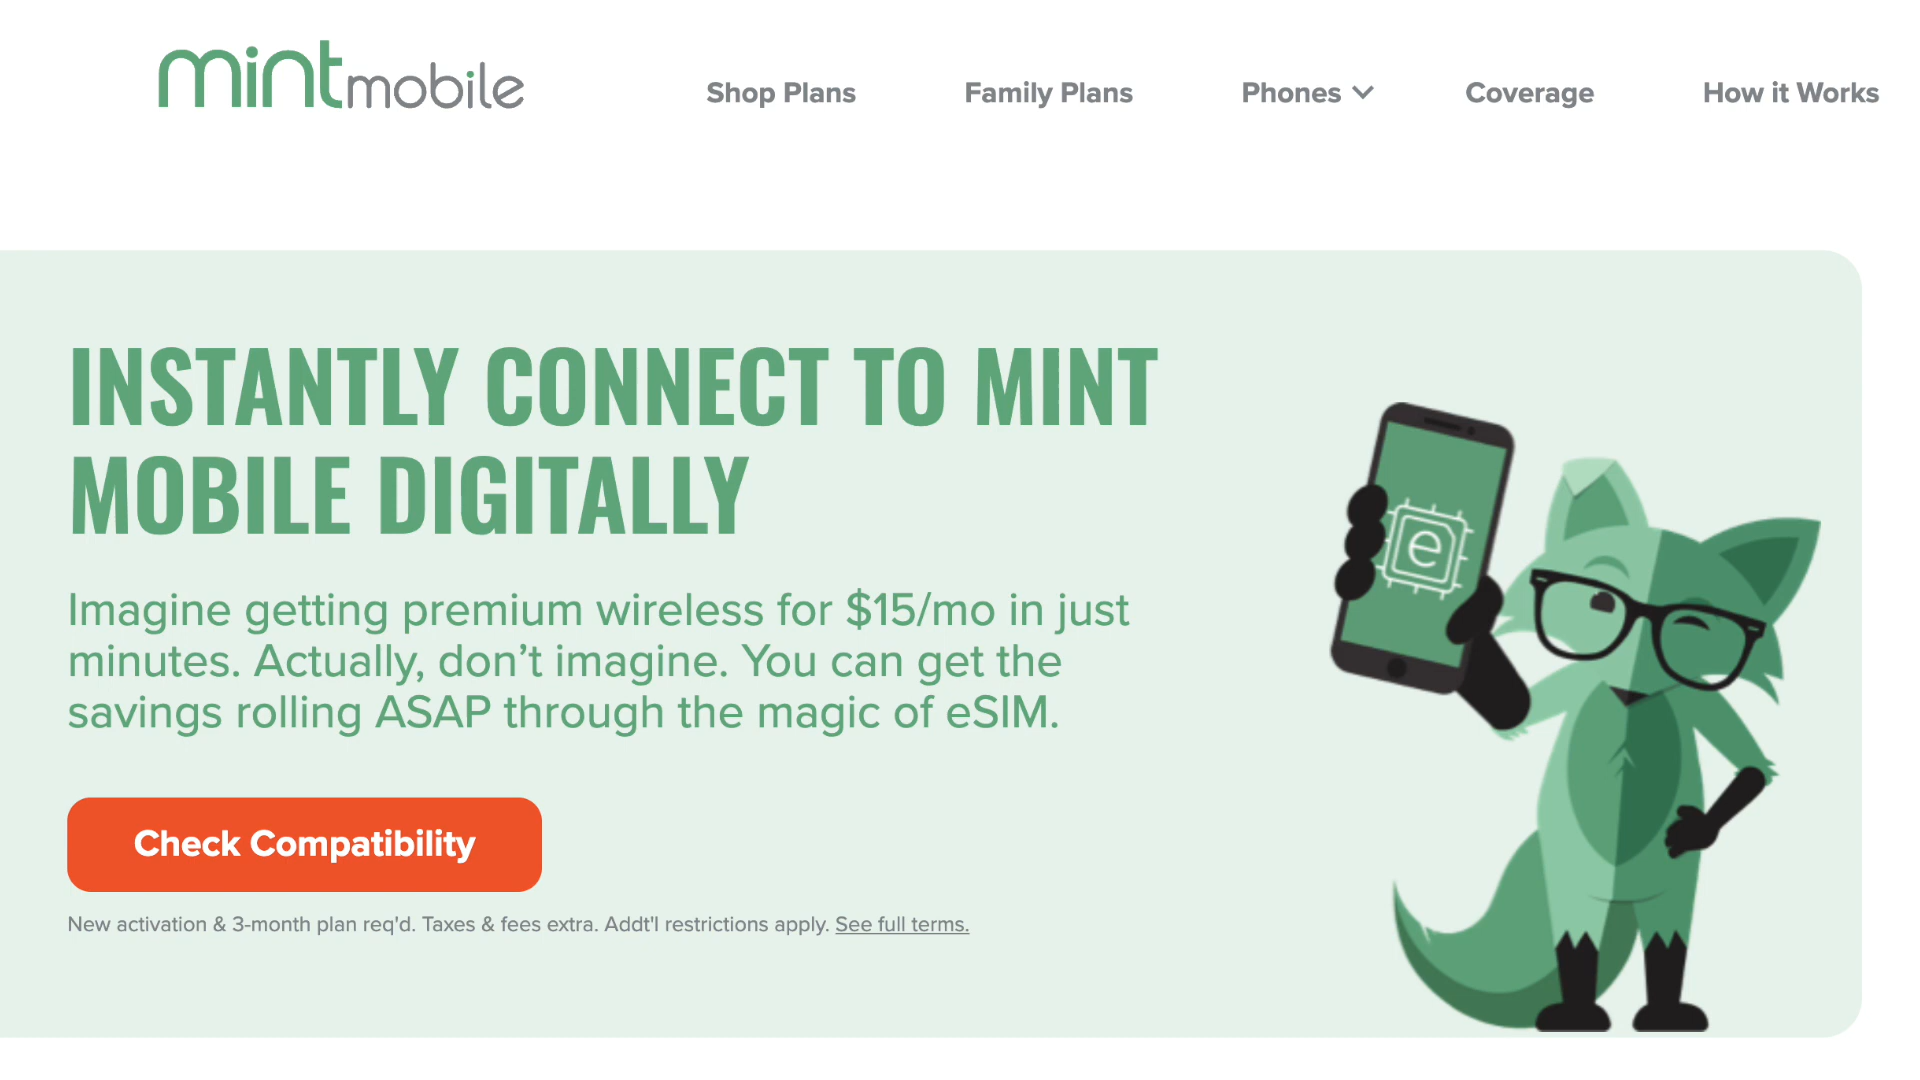 mintmobile
Shop Plans
Family Plans
Phones
Coverage
How it Works
INSTANTLY CONNECT TO MINT
MOBILE DIGITALLY
Imagine getting premium wireless for $15/mo in just
minutes. Actually, don’t imagine. You can get the
savings rolling ASAP through the magic of eSIM.
e
Check Compatibility
New activation & 3-month plan req'd. Taxes & fees extra. Addt'l restrictions apply. See full terms.